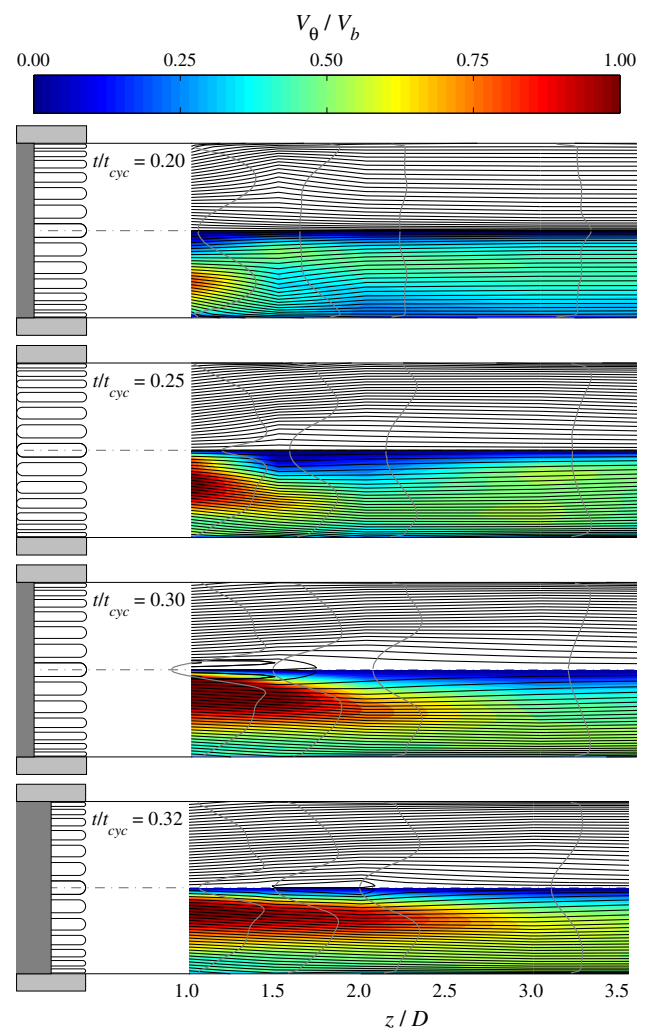 V_θ / V_b
0.00 0.25 0.50 0.75 1.00
t/t_cyc = 0.20
t/t_cyc = 0.25
t/t_cyc = 0.30
t/t_cyc = 0.32
1.0 1.5 2.0 2.5 3.0 3.5
z / D